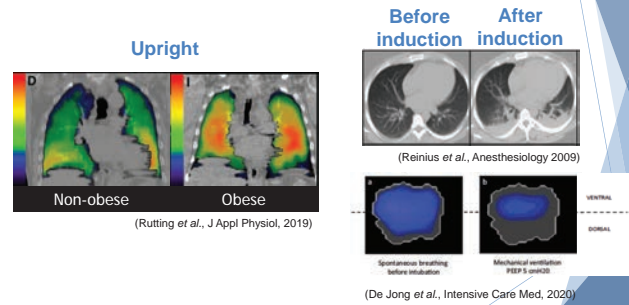 Upright
D
I
Non-obese
Obese
(Rutting et al., J Appl Physiol, 2019)
Before
induction
After
induction
(Reinius et al., Anesthesiology 2009)
a
b
VENTRAL
DORSAL
Spontaneous breathing
before intubation
Mechanical ventilation
PEEP 5 cmH20
(De Jong et al., Intensive Care Med, 2020)